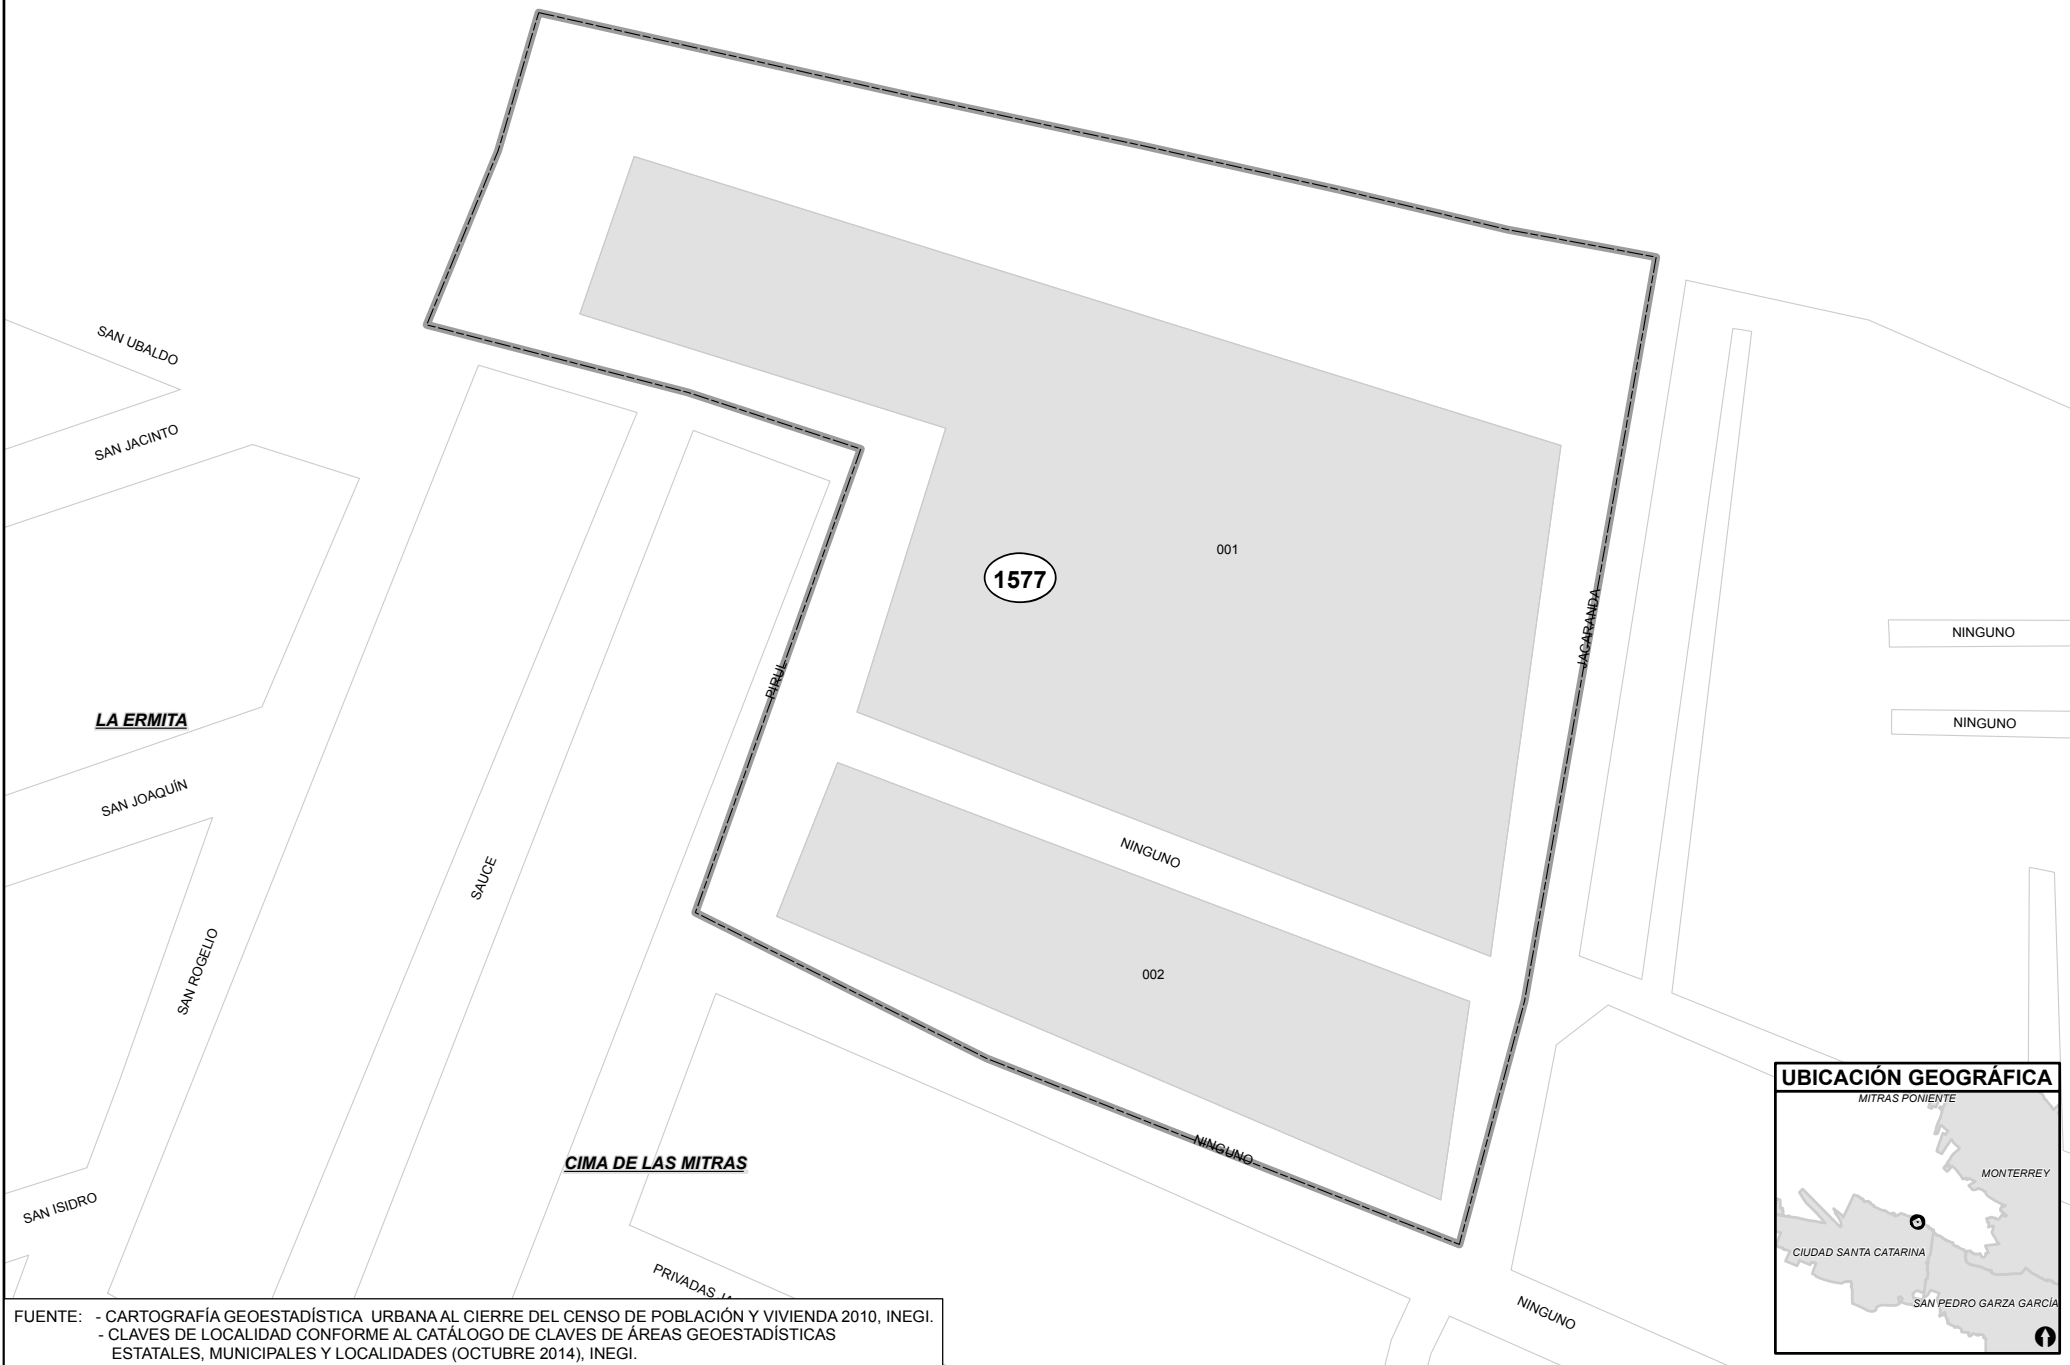 SAN UBALDO
SAN JACINTO
001
1577
JACARANDA
NINGUNO
PIRUL
LA ERMITA
NINGUNO
SAN JOAQUÍN
NINGUNO
SAUCE
SAN ROGELIO
002
NINGUNO
CIMA DE LAS MITRAS
SAN ISIDRO
PRIVADAS
NINGUNO
UBICACIÓN GEOGRÁFICA
MITRAS PONIENTE
MONTERREY
CIUDAD SANTA CATARINA
SAN PEDRO GARZA GARCÍA
FUENTE: - CARTOGRAFÍA GEOESTADÍSTICA URBANA AL CIERRE DEL CENSO DE POBLACIÓN Y VIVIENDA 2010, INEGI.
- CLAVES DE LOCALIDAD CONFORME AL CATÁLOGO DE CLAVES DE ÁREAS GEOESTADÍSTICAS
ESTATALES, MUNICIPALES Y LOCALIDADES (OCTUBRE 2014), INEGI.